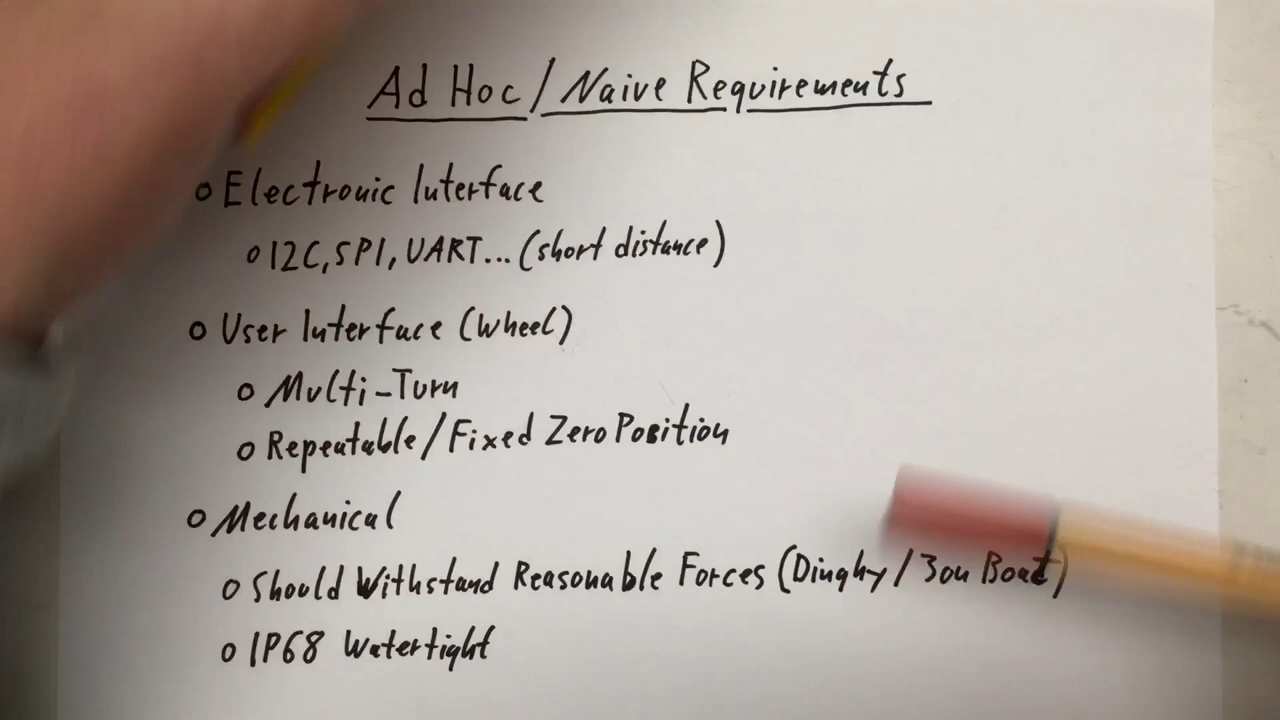 Ad Hoc/Naive Requirements
o Electronic Interface
o I2C, SPI, UART... (short distance)
o User Interface (Wheel)
o Multi-Turn
o Repeatable/Fixed Zero Position
o Mechanical
o Should Withstand Reasonable Forces (Dinghy/30u Boat)
o IP68 Watertight